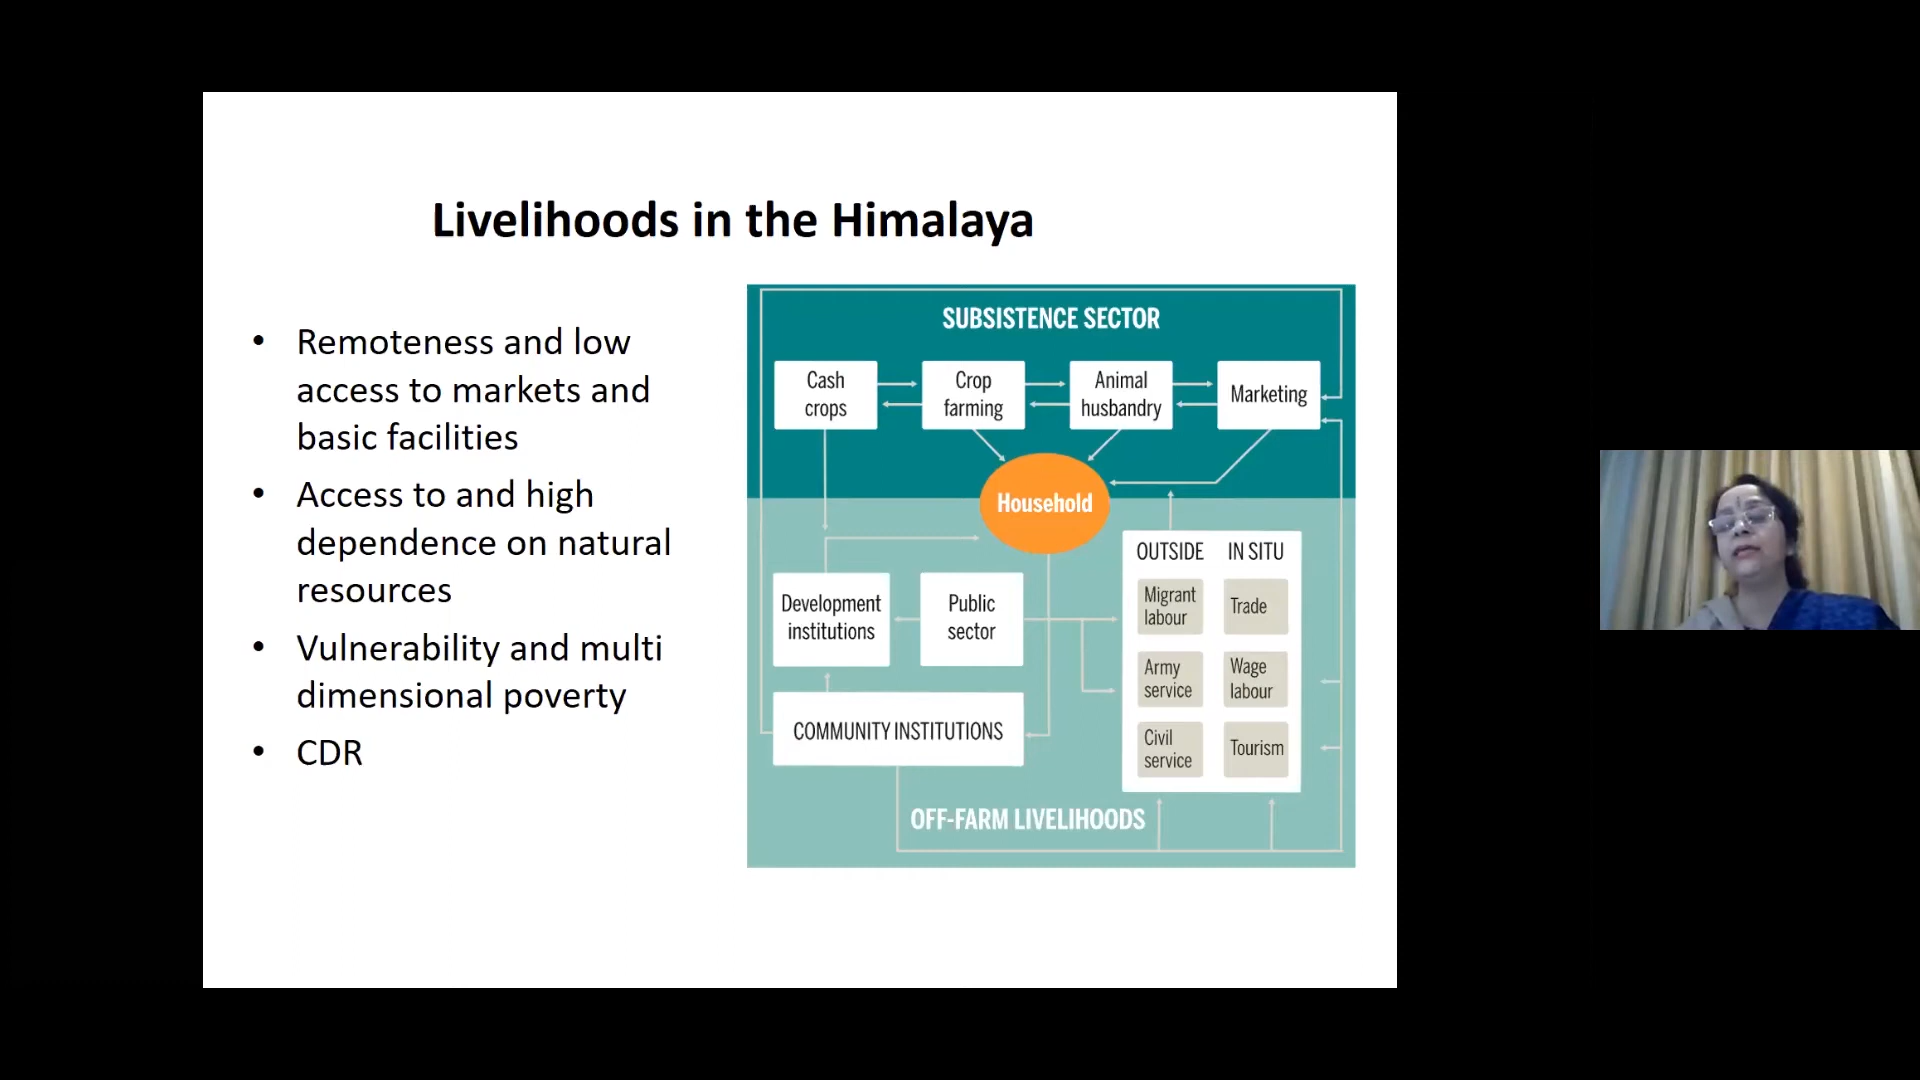 Livelihoods in the Himalaya
• Remoteness and low
access to markets and
basic facilities
• Access to and high
dependence on natural
resources
• Vulnerability and multi
dimensional poverty
• CDR
SUBSISTENCE SECTOR
Cash
crops
Crop
farming
Animal
husbandry
Marketing
Household
Development
institutions
Public
sector
COMMUNITY INSTITUTIONS
OUTSIDE
IN SITU
Migrant
labour
Trade
Army
service
Wage
labour
Civil
service
Tourism
OFF-FARM LIVELIHOODS